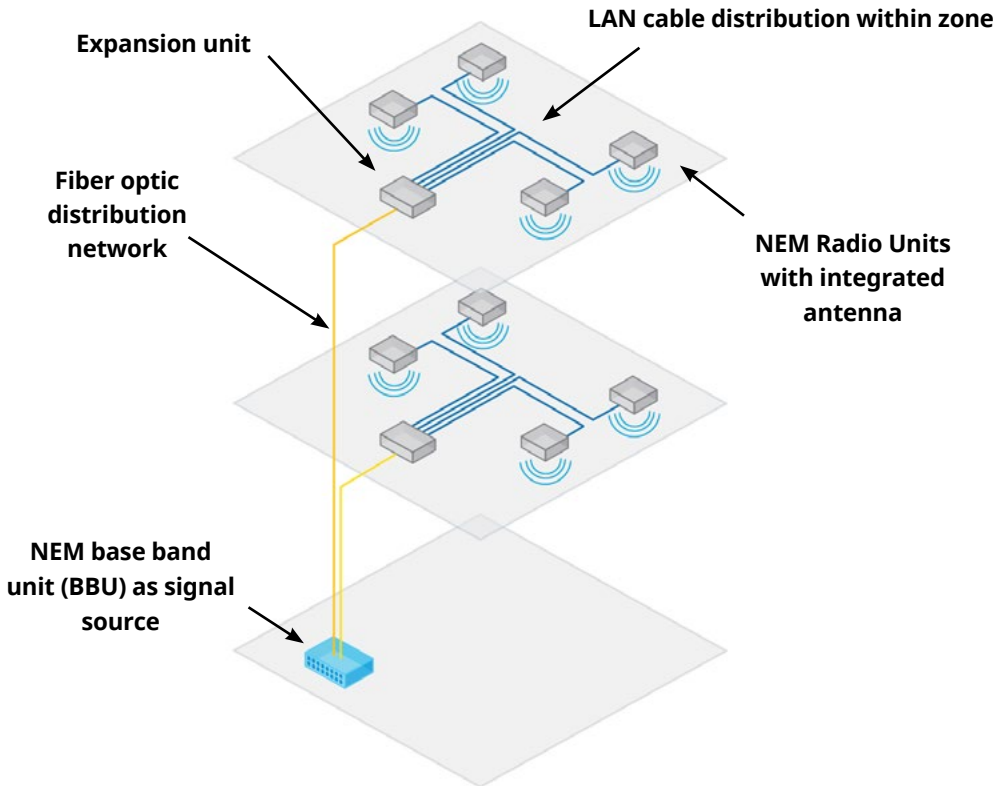 LAN cable distribution within zone
Expansion unit
Fiber optic
distribution
network
NEM Radio Units
with integrated
antenna
NEM base band
unit (BBU) as signal
source